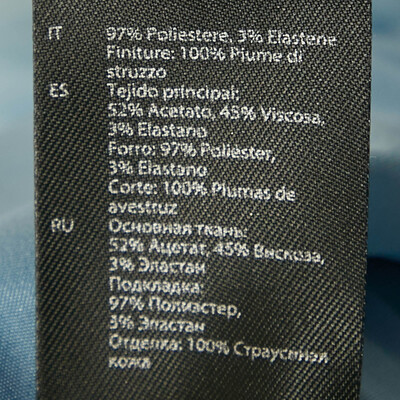 IT 97% Poliestere, 3% Elastene
Finiture: 100% Piume di
struzzo
ES Tejido principal:
52% Acetato, 45% Viscosa,
3% Elastano
Forro: 97% Poliéster,
3% Elastano
Corte: 100% Plumas de
avestruz
RU Основная ткань:
52% Ацетат, 45% Вискоза,
3% Эластан
Подкладка:
97% Полиэстер,
3% Эластан
Отделка: 100% Страусиная
кожа